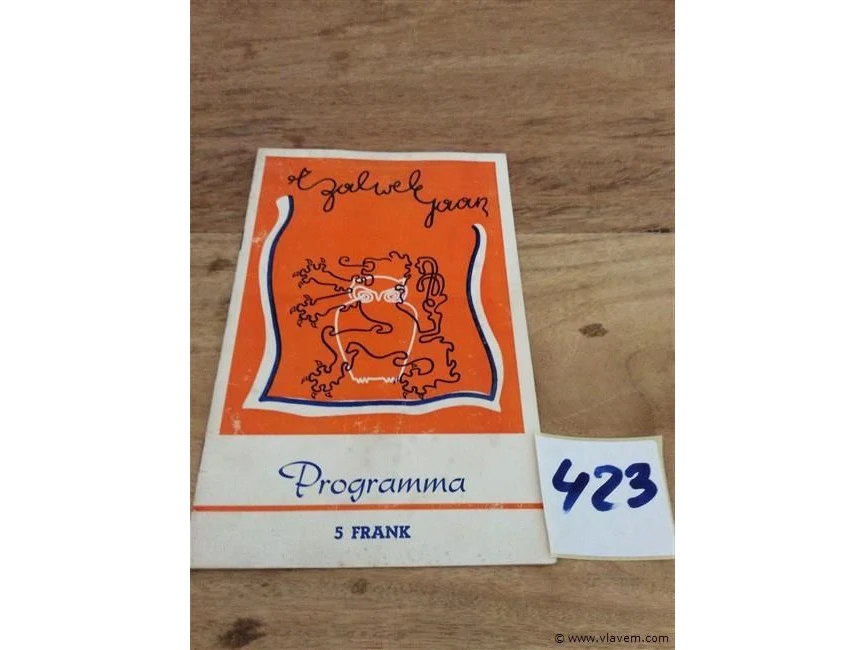 't zal wel
gaan
Programma
5 FRANK
423
© www.vlavem.com